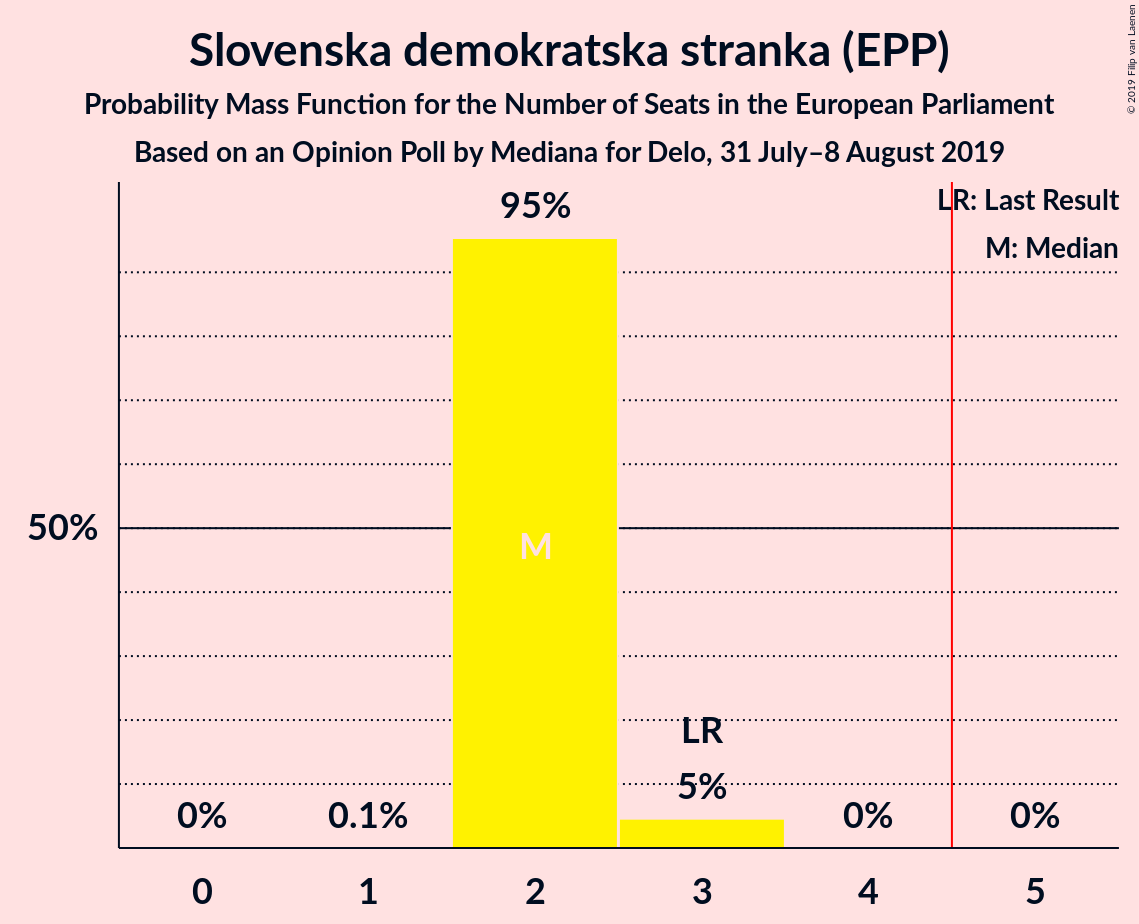 Slovenska demokratska stranka (EPP)
Probability Mass Function for the Number of Seats in the European Parliament
Based on an Opinion Poll by Mediana for Delo, 31 July–8 August 2019
© 2019 Filip van Laenen
LR: Last Result
M: Median
95%
50%
M
LR
5%
0%
0.1%
0%
0%
0
1
2
3
4
5